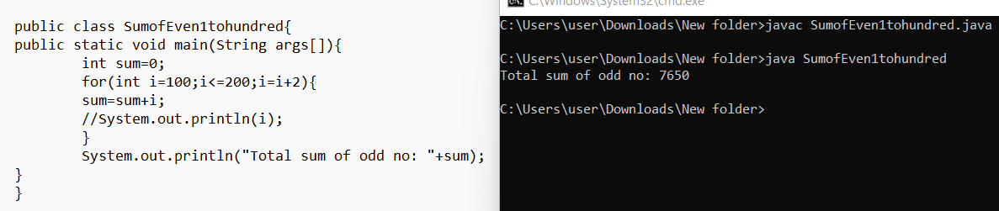 public class SumofEven1tohundred{
public static void main(String args[]){
int sum=0;
for(int i=100;i<=200;i=i+2){
sum=sum+i;
//System.out.println(i);
}
System.out.println("Total sum of odd no: "+sum);
}
}
C:\Windows\System32\cmd.exe
C:\Users\user\Downloads\New folder>javac SumofEven1tohundred.java
C:\Users\user\Downloads\New folder>java SumofEven1tohundred
Total sum of odd no: 7650
C:\Users\user\Downloads\New folder>